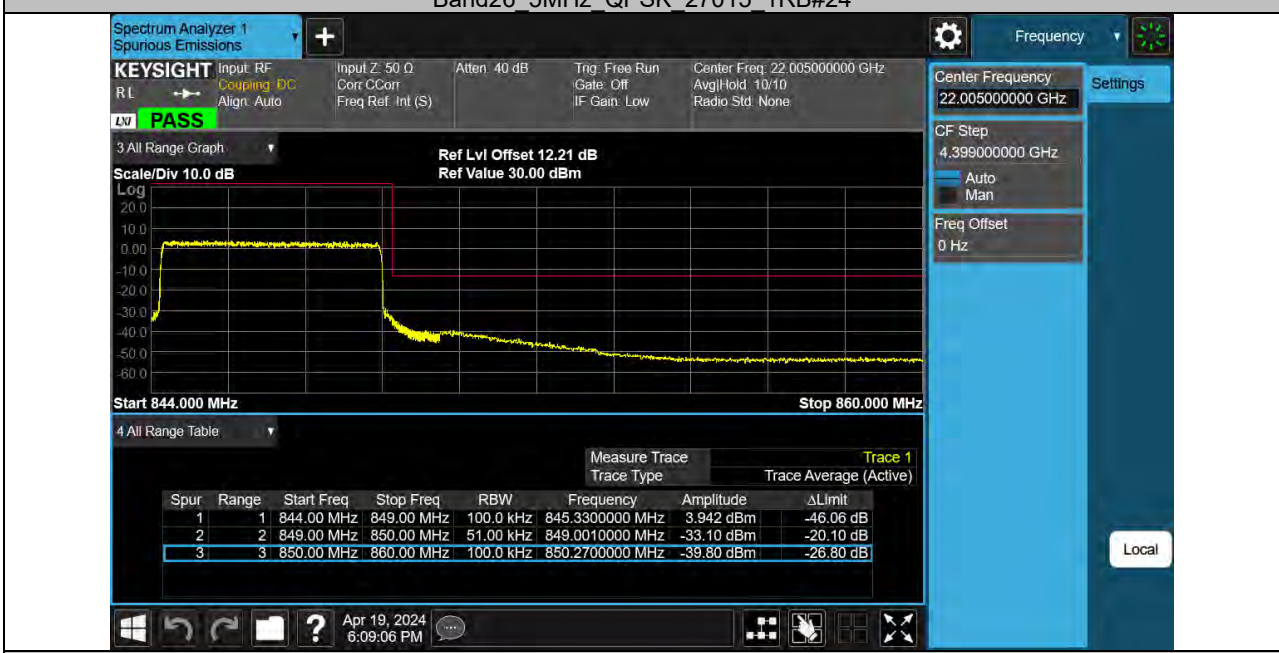 Spectrum Analyzer 1
Spurious Emissions
Frequency
KEYSIGHT
RL
LXI
PASS
Input: RF
Coupling: DC
Align: Auto
Input Z: 50 Ω
Corr CCorr
Freq Ref: Int (S)
Atten: 40 dB
Trig: Free Run
Gate: Off
IF Gain: Low
Center Freq: 22.005000000 GHz
Avg|Hold: 10/10
Radio Std: None
Center Frequency
22.005000000 GHz
Settings
CF Step
4.399000000 GHz
Auto
Man
Freq Offset
0 Hz
3 All Range Graph
Ref Lvl Offset 12.21 dB
Scale/Div 10.0 dB
Ref Value 30.00 dBm
Log
20.0
10.0
0.00
-10.0
-20.0
-30.0
-40.0
-50.0
-60.0
Start 844.000 MHz
Stop 860.000 MHz
4 All Range Table
Measure Trace Trace 1
Trace Type Trace Average (Active)
Spur Range Start Freq Stop Freq RBW Frequency Amplitude ΔLimit
1 1 844.00 MHz 849.00 MHz 100.0 kHz 845.3300000 MHz 3.942 dBm -46.06 dB
2 2 849.00 MHz 850.00 MHz 51.00 kHz 849.0010000 MHz -33.10 dBm -20.10 dB
3 3 850.00 MHz 860.00 MHz 100.0 kHz 850.2700000 MHz -39.80 dBm -26.80 dB
Local
?
Apr 19, 2024
6:09:06 PM